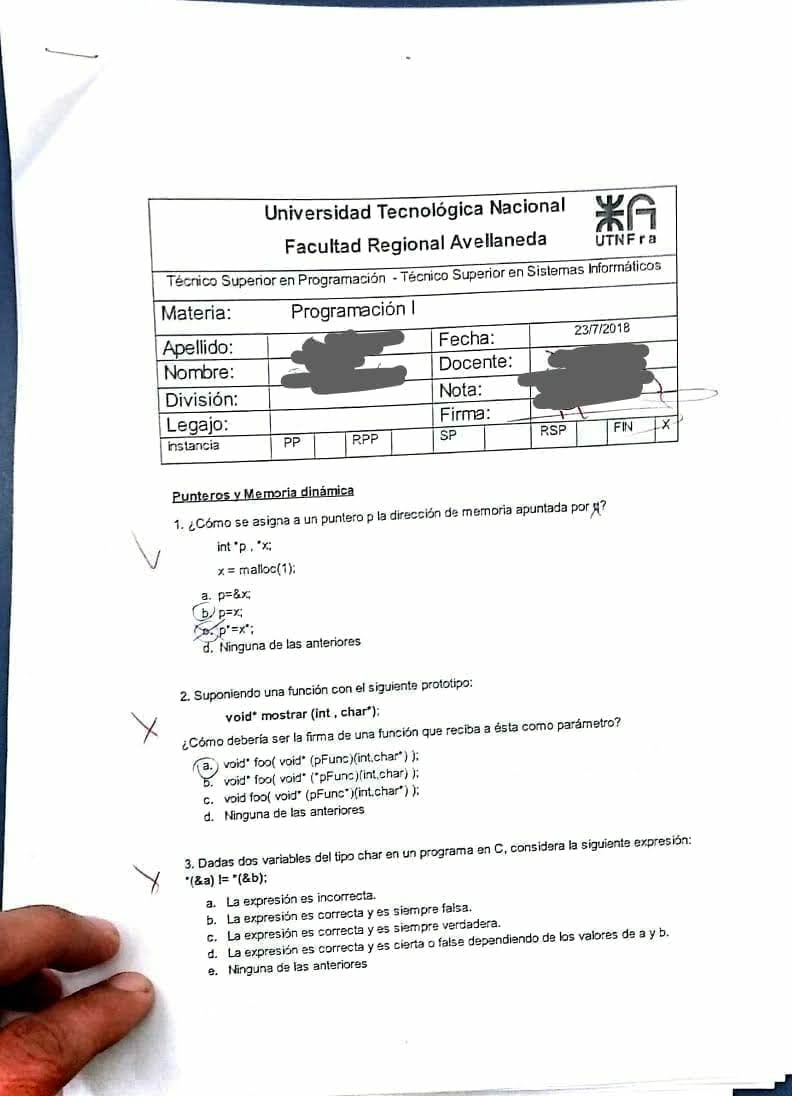 Universidad Tecnológica Nacional
Facultad Regional Avellaneda
UTNFra
Técnico Superior en Programación - Técnico Superior en Sistemas Informáticos
Materia: Programación I
Apellido: Fecha: 23/7/2018
Nombre: Docente:
División: Nota:
Legajo: Firma:
Instancia PP RPP SP RSP FIN X
Punteros y Memoria dinámica
1. ¿Cómo se asigna a un puntero p la dirección de memoria apuntada por ?
int *p , *x;
x = malloc(1);
a. p=&x;
b. p=x;
c. p*=x*;
d. Ninguna de las anteriores
2. Suponiendo una función con el siguiente prototipo:
void* mostrar (int , char*);
¿Cómo debería ser la firma de una función que reciba a ésta como parámetro?
a. void* foo( void* (pFunc)(int,char*) );
b. void* foo( void* (*pFunc)(int,char) );
c. void foo( void* (pFunc*)(int,char*) );
d. Ninguna de las anteriores
3. Dadas dos variables del tipo char en un programa en C, considera la siguiente expresión:
*(&a) != *(&b);
a. La expresión es incorrecta.
b. La expresión es correcta y es siempre falsa.
c. La expresión es correcta y es siempre verdadera.
d. La expresión es correcta y es cierta o false dependiendo de los valores de a y b.
e. Ninguna de las anteriores